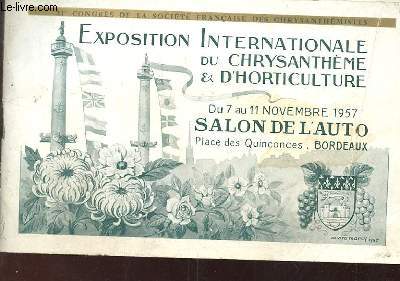 CONGRÈS DE LA SOCIÉTÉ FRANÇAISE DES CHRYSANTHÉMISTES
EXPOSITION INTERNATIONALE
DU CHRYSANTHÈME
& D'HORTICULTURE
DU 7 AU 11 NOVEMBRE 1957
SALON DE L'AUTO
Place des Quinconces . BORDEAUX